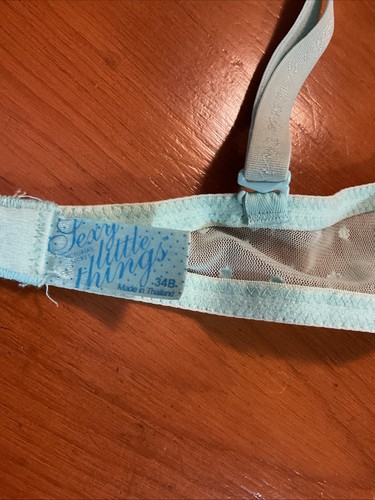 Sexy
little
things
-34B-
Made in Thailand